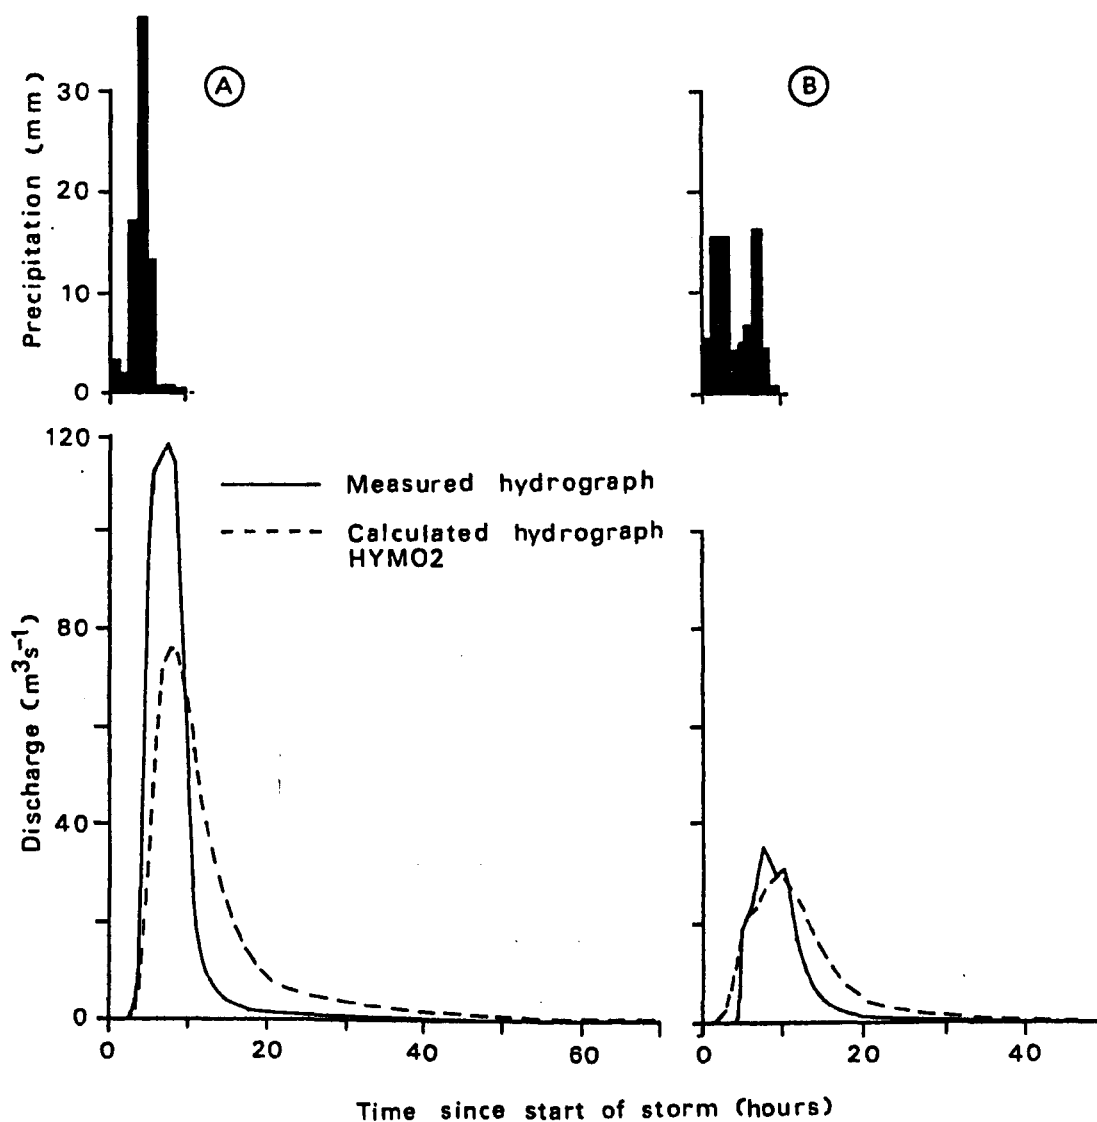 A
B
Precipitation (mm)
30
20
10
0
120
80
40
0
Discharge (m³s⁻¹)
Measured hydrograph
Calculated hydrograph
HYMO2
0
20
40
60
0
20
40
Time since start of storm (hours)